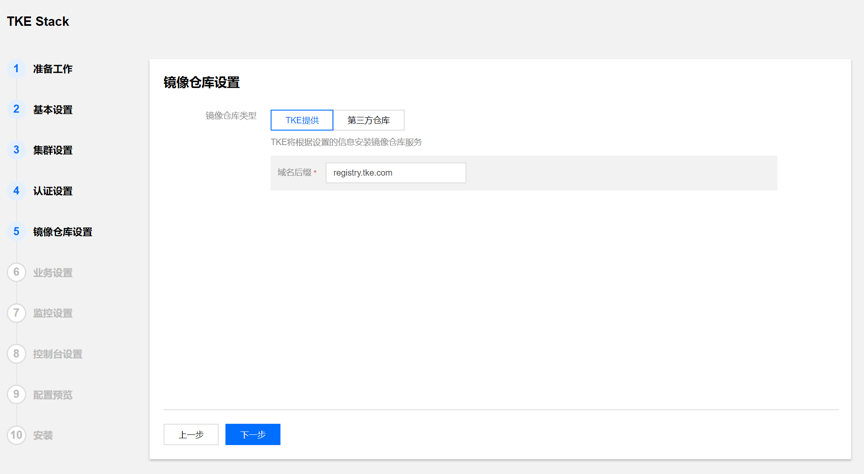 TKE Stack
1 准备工作
2 基本设置
3 集群设置
4 认证设置
5 镜像仓库设置
6 业务设置
7 监控设置
8 控制台设置
9 配置预览
10 安装
镜像仓库设置
镜像仓库类型 TKE提供 第三方仓库
TKE将根据设置的信息安装镜像仓库服务
域名后缀 * registry.tke.com
上一步 下一步